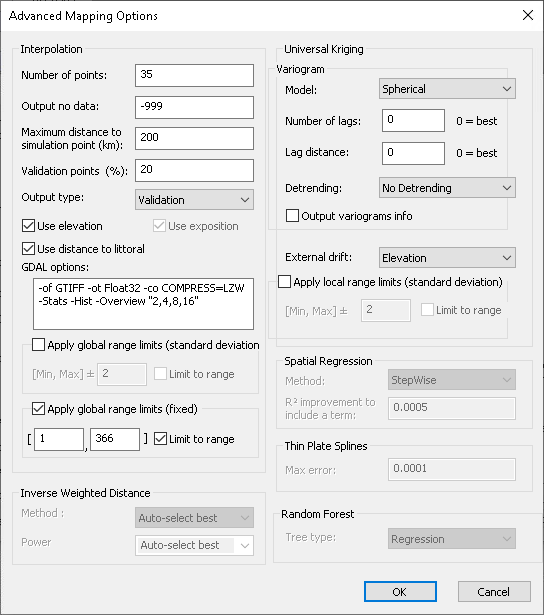 Advanced Mapping Options
Interpolation
Number of points: 35
Output no data: -999
Maximum distance to
simulation point (km): 200
Validation points (%): 20
Output type: Validation
Use elevation Use exposition
Use distance to littoral
GDAL options:
-of GTIFF -ot Float32 -co COMPRESS=LZW
-Stats -Hist -Overview "2,4,8,16"
Apply global range limits (standard deviation
[Min, Max] ± 2 Limit to range
Apply global range limits (fixed)
[ 1 , 366 ] Limit to range
Inverse Weighted Distance
Method : Auto-select best
Power Auto-select best
Universal Kriging
Variogram
Model: Spherical
Number of lags: 0 0 = best
Lag distance: 0 0 = best
Detrending: No Detrending
Output variograms info
External drift: Elevation
Apply local range limits (standard deviation)
[Min, Max] ± 2 Limit to range
Spatial Regression
Method: StepWise
R² improvement to
include a term: 0.0005
Thin Plate Splines
Max error: 0.0001
Random Forest
Tree type: Regression
OK Cancel